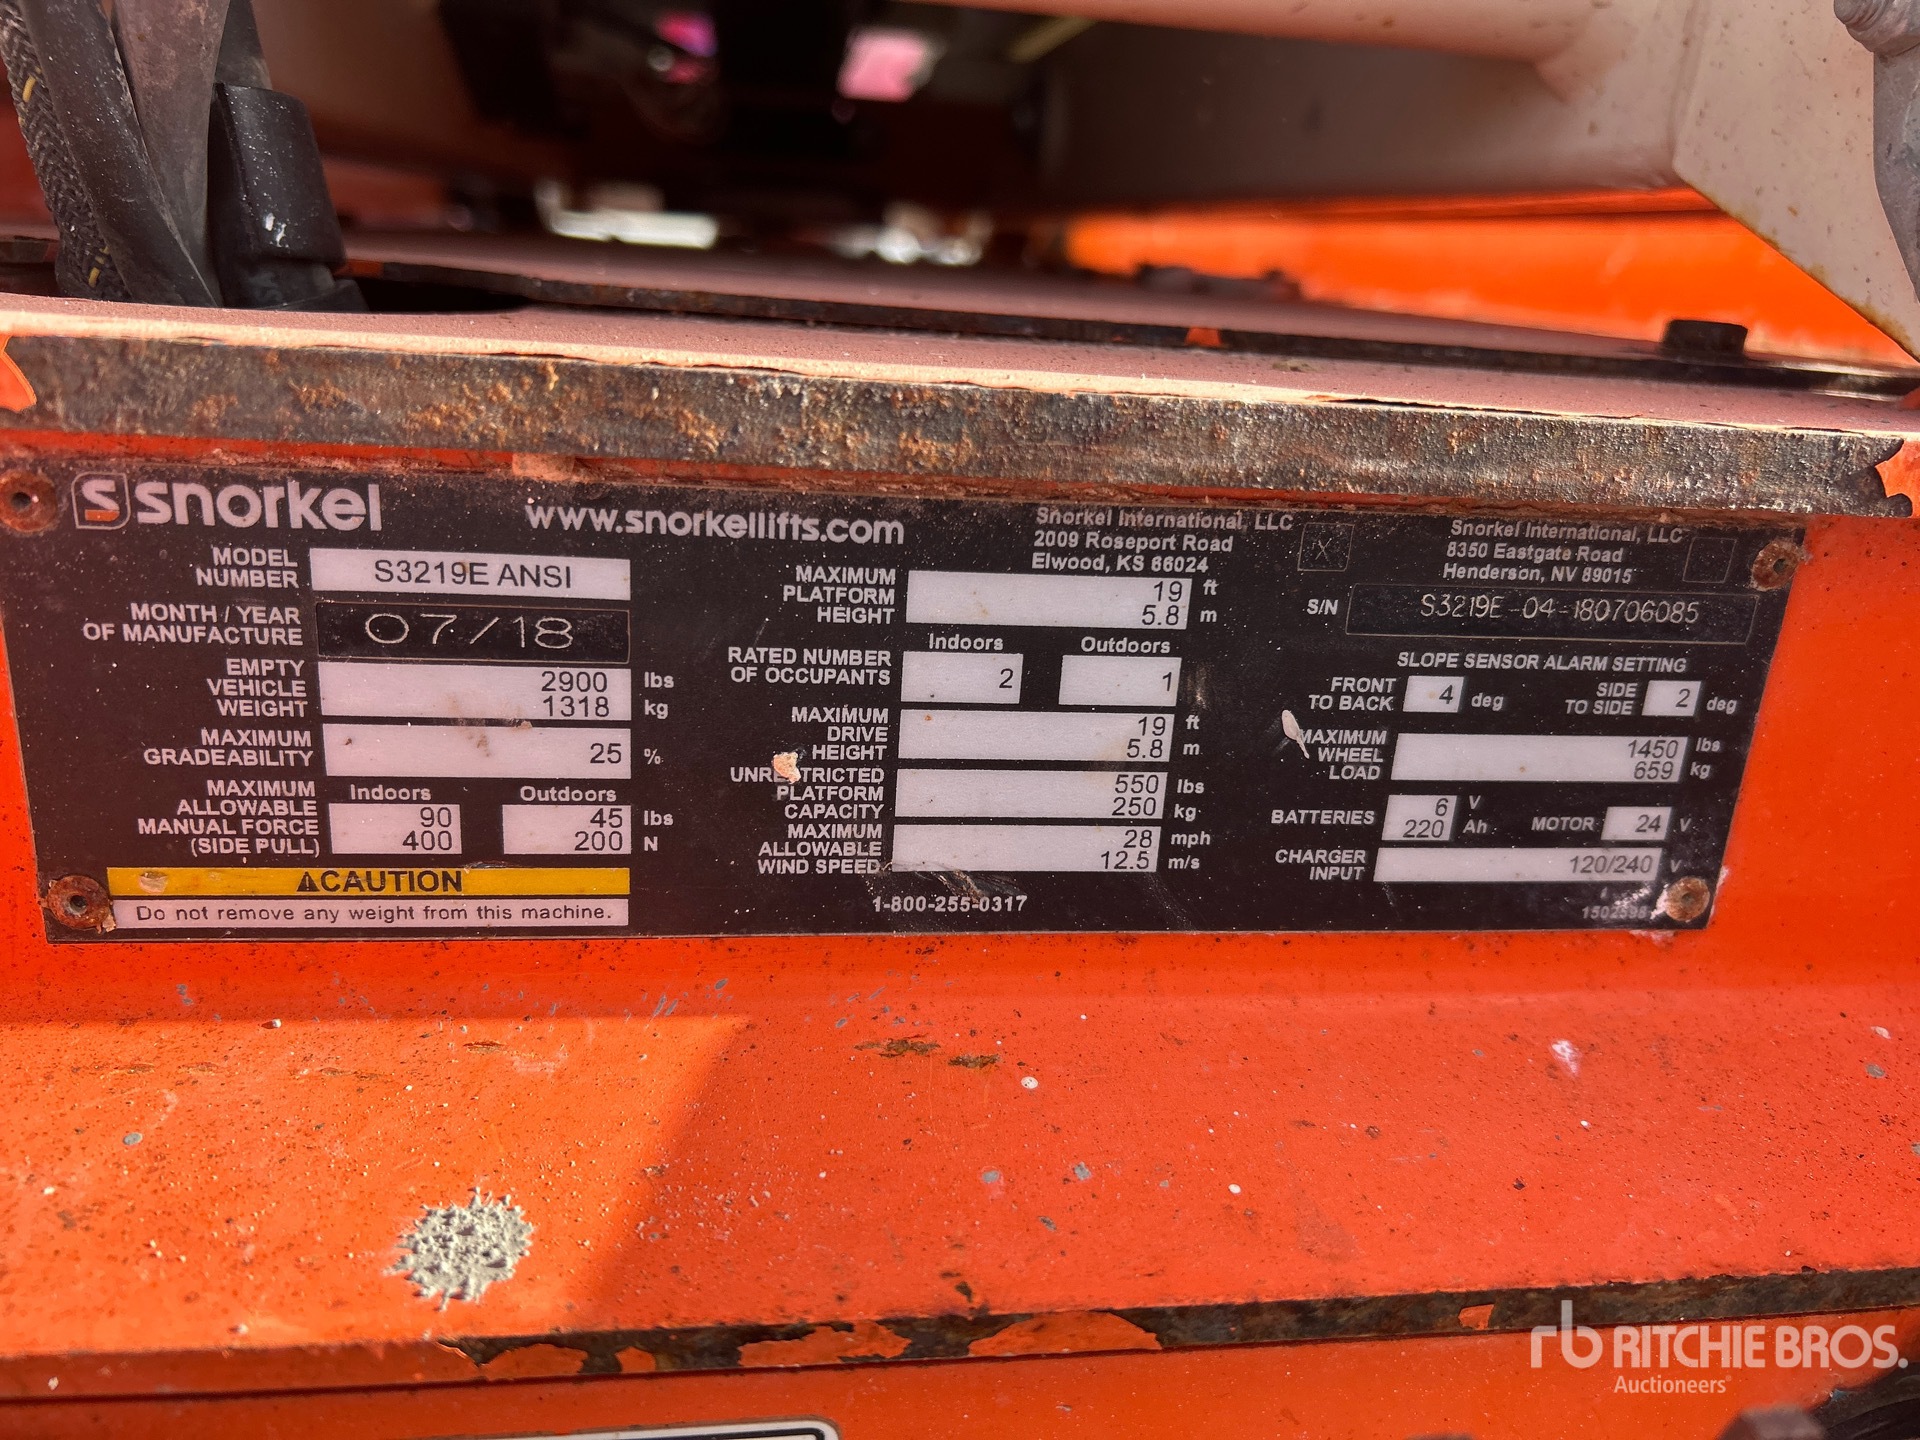 snorkel
www.snorkellifts.com
Snorkel International, LLC
2009 Roseport Road
Elwood, KS 66024
X
Snorkel International, LLC
8350 Eastgate Road
Henderson, NV 89015
MODEL NUMBER S3219E ANSI
MONTH / YEAR OF MANUFACTURE 07/18
EMPTY VEHICLE WEIGHT 2900 lbs
1318 kg
MAXIMUM GRADEABILITY 25 %
MAXIMUM ALLOWABLE MANUAL FORCE (SIDE PULL)
Indoors Outdoors
90 45 lbs
400 200 N
⚠CAUTION
Do not remove any weight from this machine.
MAXIMUM PLATFORM HEIGHT 19 ft
5.8 m
Indoors Outdoors
RATED NUMBER OF OCCUPANTS 2 1
MAXIMUM DRIVE HEIGHT 19 ft
5.8 m
UNRESTRICTED PLATFORM CAPACITY 550 lbs
250 kg
MAXIMUM ALLOWABLE WIND SPEED 28 mph
12.5 m/s
1-800-255-0317
S/N S3219E-04-180706085
SLOPE SENSOR ALARM SETTING
FRONT TO BACK 4 deg SIDE TO SIDE 2 deg
MAXIMUM WHEEL LOAD 1450 lbs
659 kg
BATTERIES 6 V
220 Ah
MOTOR 24 V
CHARGER INPUT 120/240 V
rb RITCHIE BROS.
Auctioneers